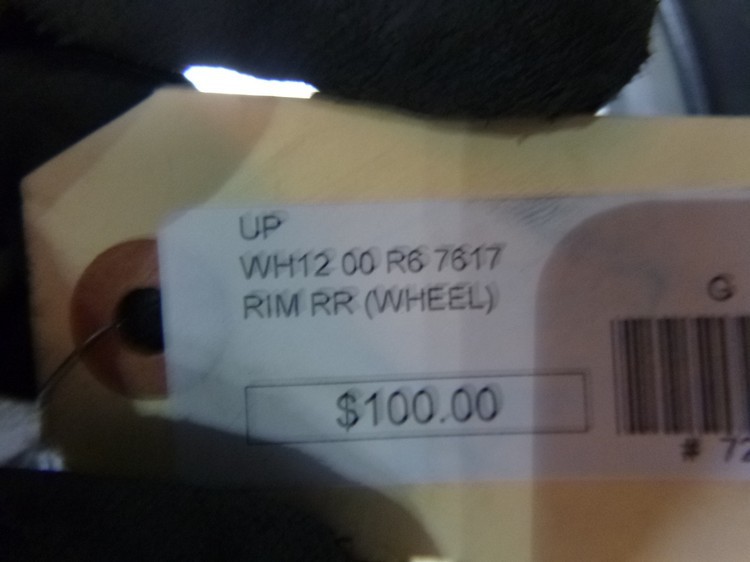 UP
WH12 00 R6 7617
RIM RR (WHEEL)
$100.00
G
# 72